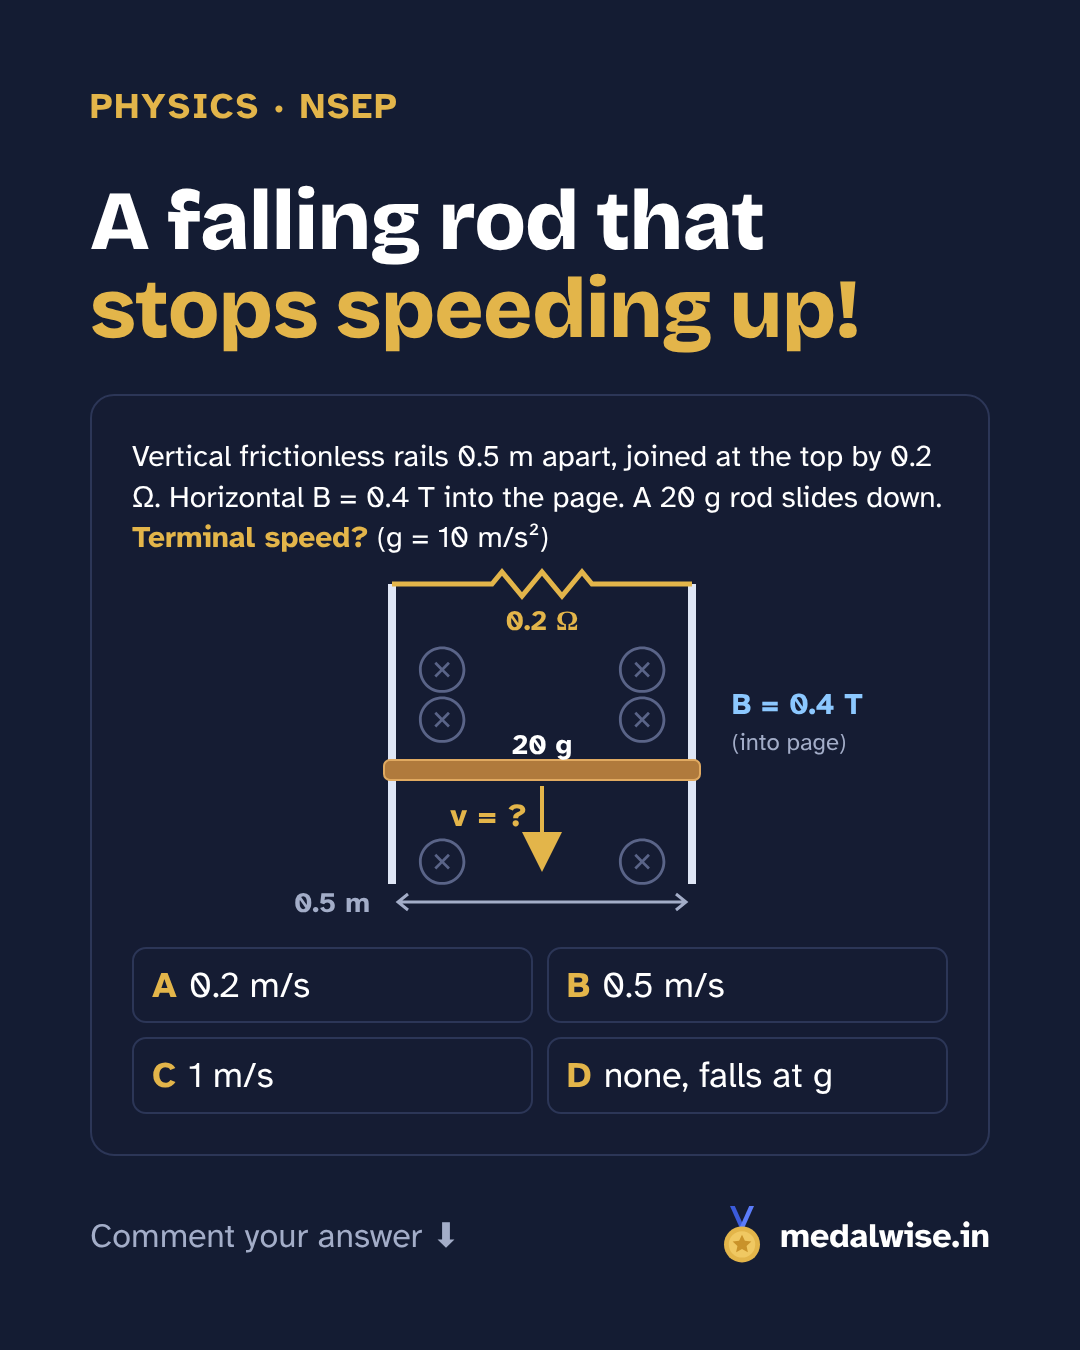 PHYSICS · NSEP
A falling rod that
stops speeding up!
Vertical frictionless rails 0.5 m apart, joined at the top by 0.2
Ω. Horizontal B = 0.4 T into the page. A 20 g rod slides down.
Terminal speed? (g = 10 m/s²)
0.2 Ω
B = 0.4 T
(into page)
20 g
v = ?
0.5 m
A 0.2 m/s
B 0.5 m/s
C 1 m/s
D none, falls at g
Comment your answer ⬇
medalwise.in